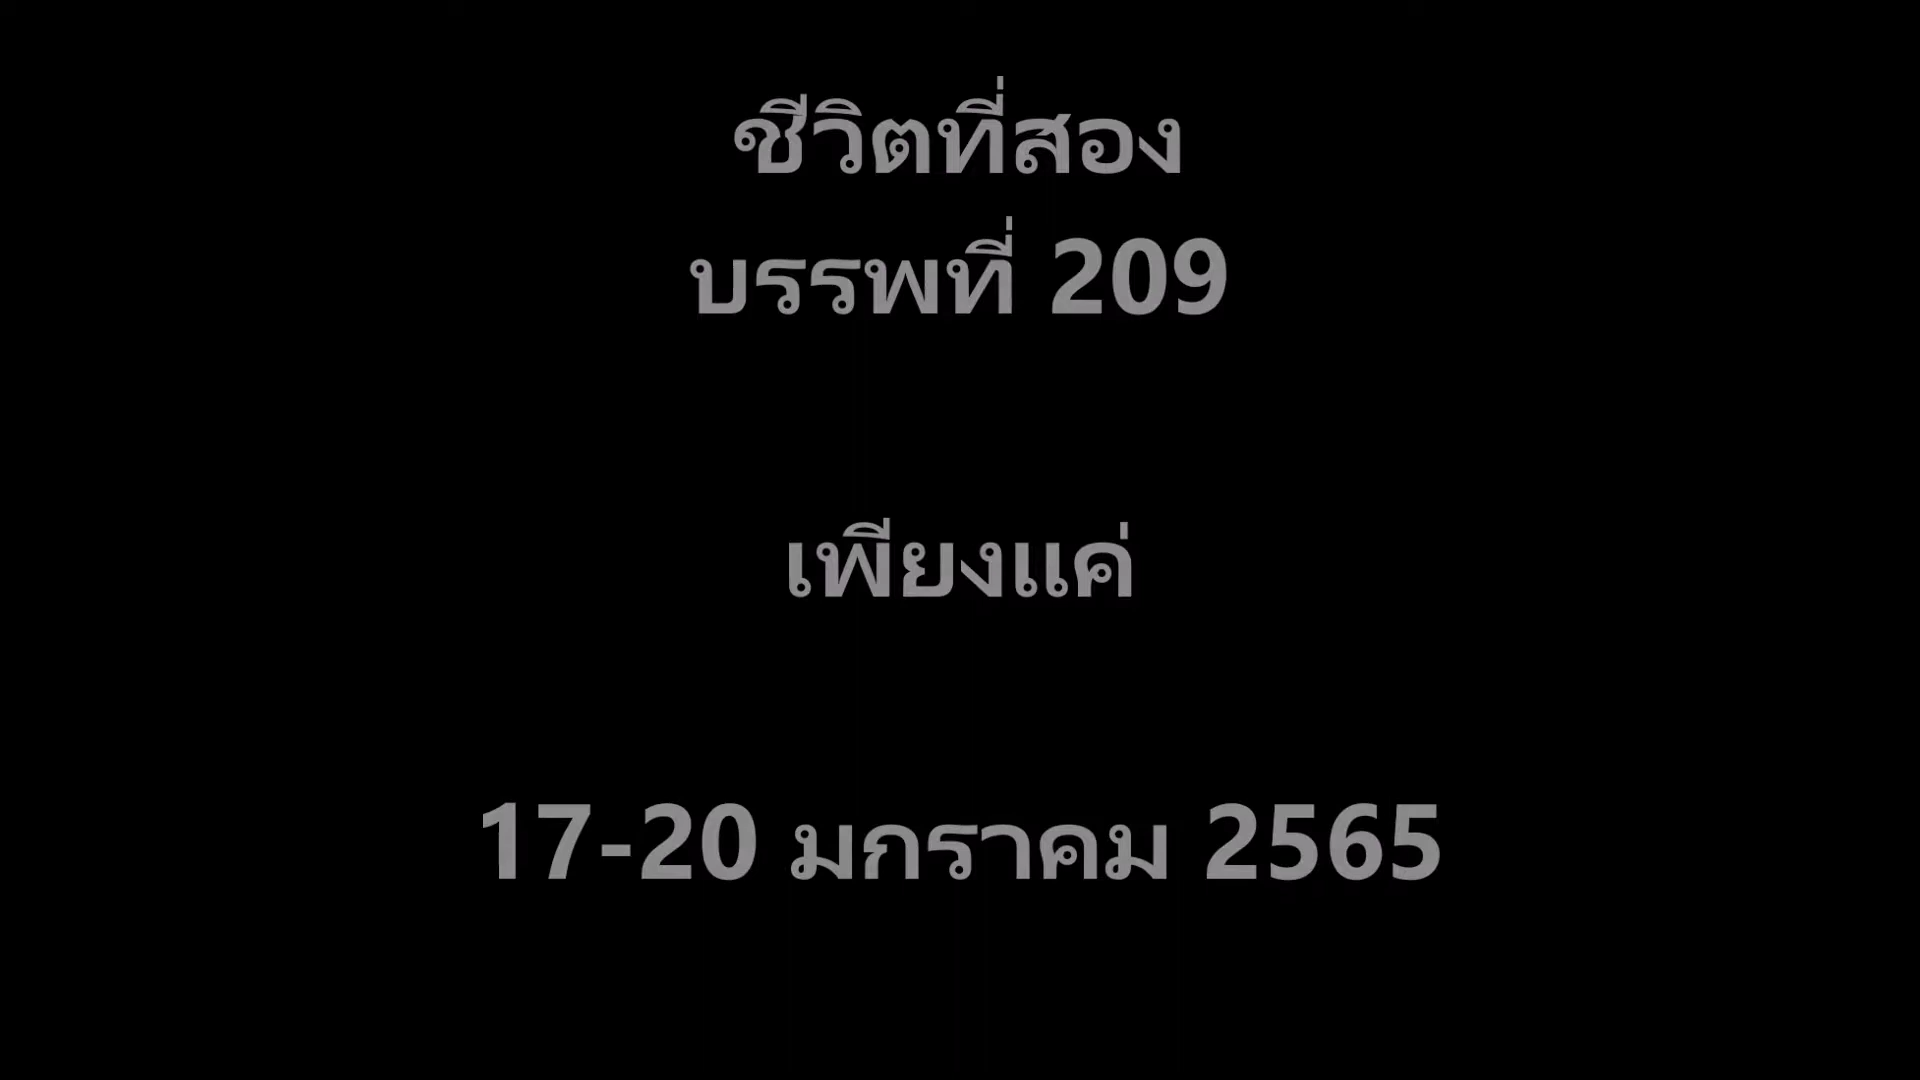 ชีวิตที่สอง
บรรพที่ 209
เพียงแค่
17-20 มกราคม 2565